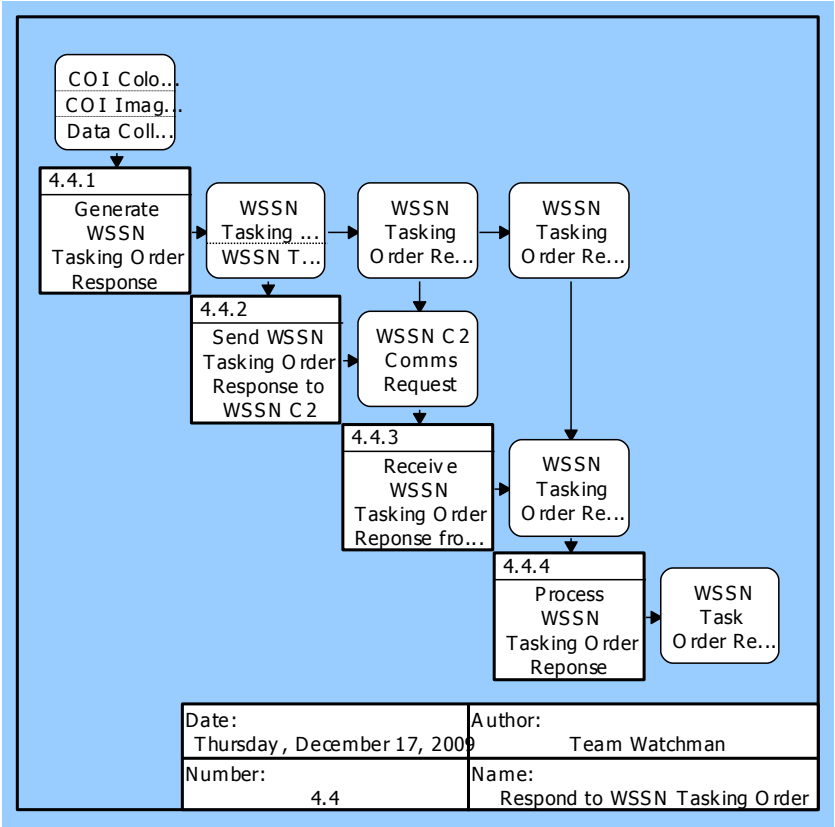 COI Colo...
COI Imag...
Data Coll...
4.4.1
Generate
WSSN
Tasking Order
Response
WSSN
Tasking ...
WSSN T...
WSSN
Tasking
Order Re...
WSSN
Tasking
Order Re...
4.4.2
Send WSSN
Tasking Order
Response to
WSSN C2
WSSN C2
Comms
Request
4.4.3
Receive
WSSN
Tasking Order
Reponse fro...
WSSN
Tasking
Order Re...
4.4.4
Process
WSSN
Tasking Order
Reponse
WSSN
Task
Order Re...
Date:
Thursday, December 17, 2009
Author:
Team Watchman
Number:
4.4
Name:
Respond to WSSN Tasking Order